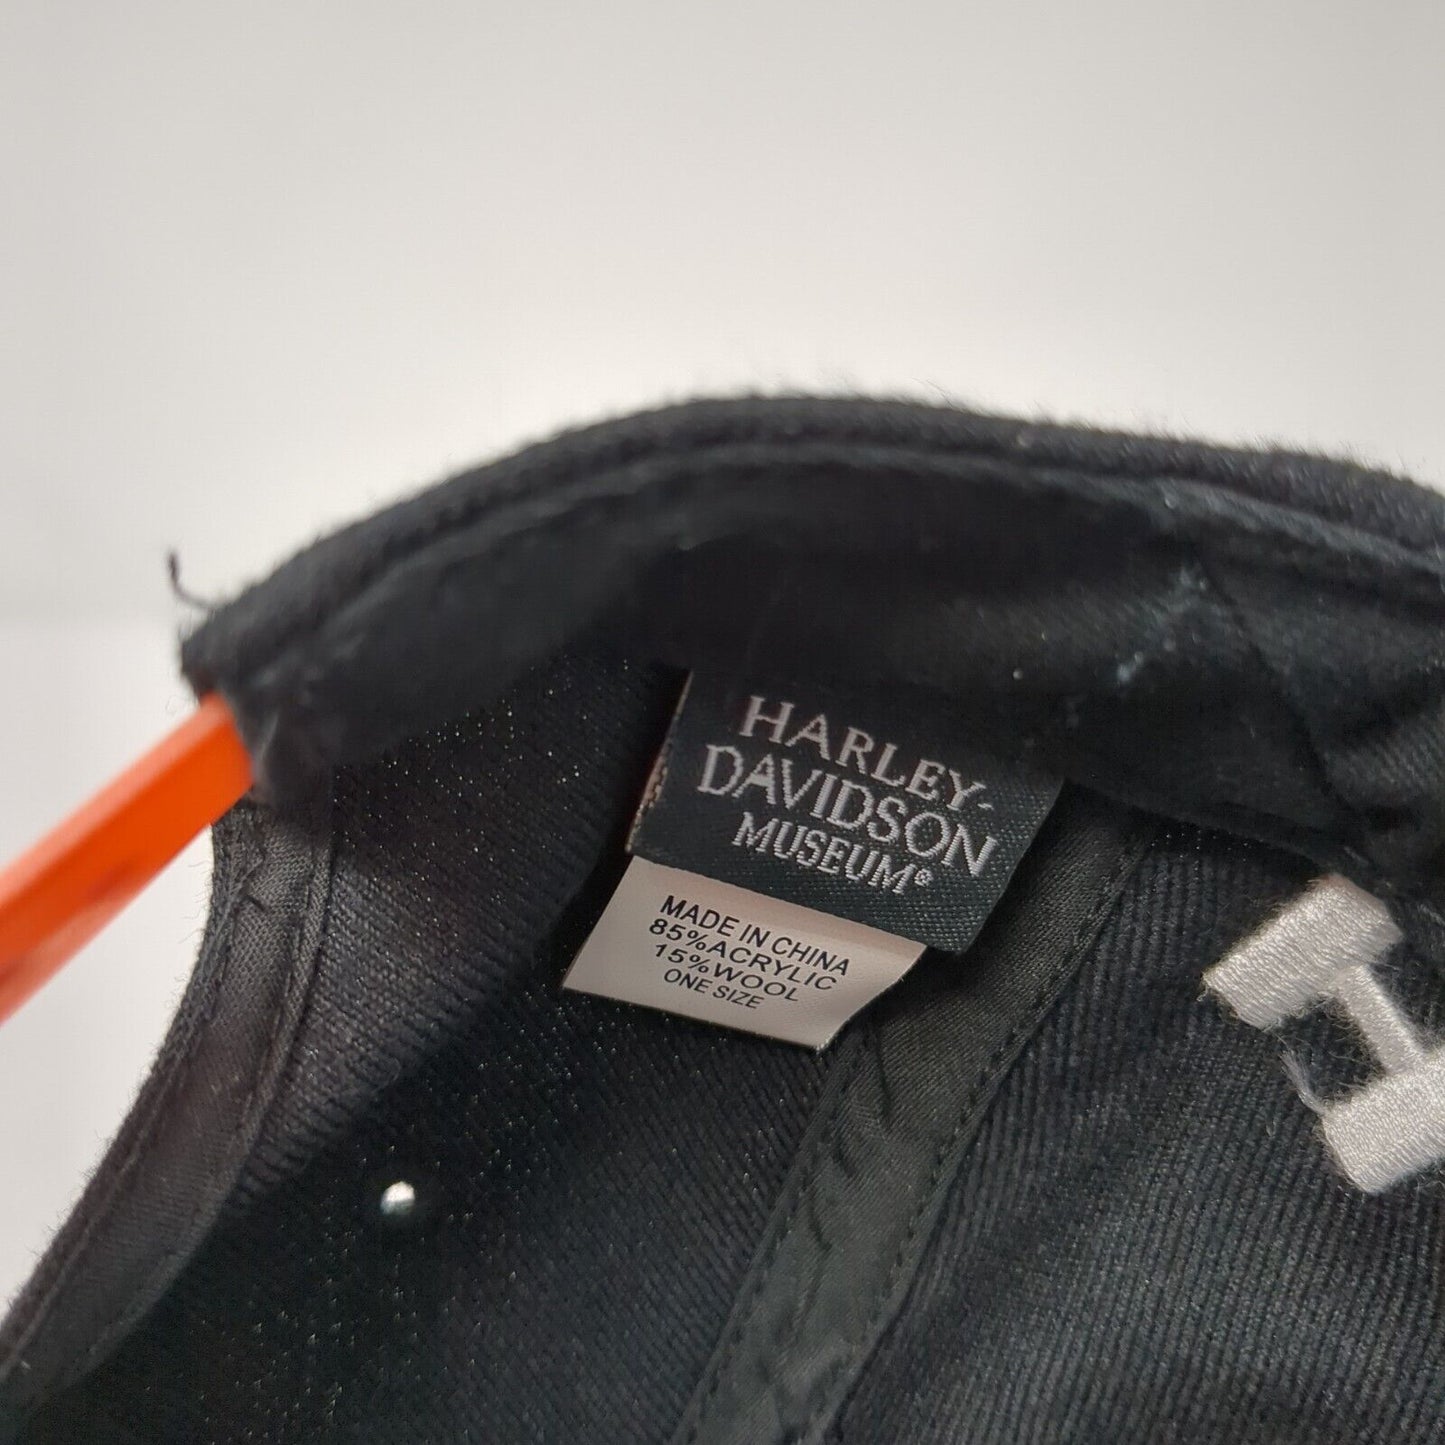 HARLEY-
DAVIDSON
MUSEUM®
MADE IN CHINA
85%ACRYLIC
15%WOOL
ONE SIZE